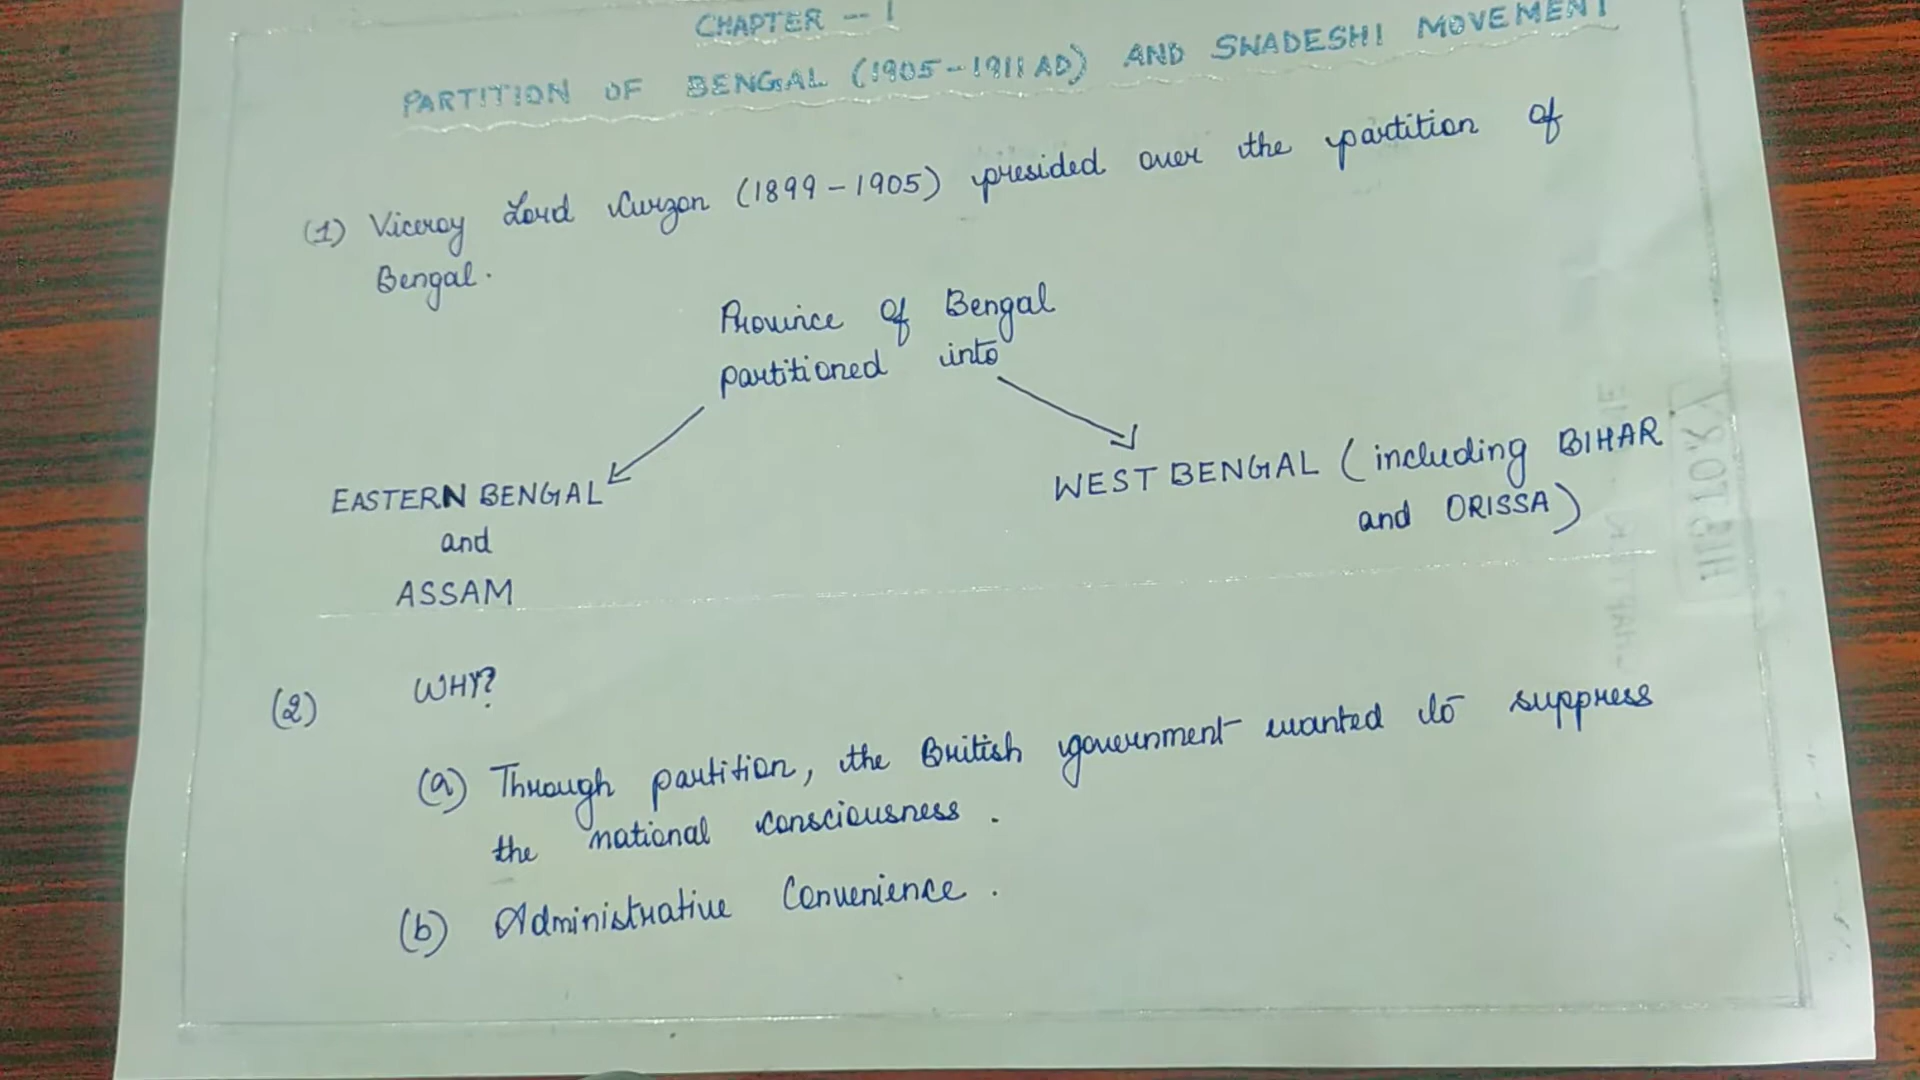 CHAPTER -- 1
PARTITION OF BENGAL (1905-1911 AD) AND SWADESHI MOVEMENT
(1) Viceroy Lord Curzon (1899-1905) presided over the partition of
Bengal.
Province of Bengal
partitioned into
EASTERN BENGAL
and
ASSAM
WEST BENGAL (including BIHAR
and ORISSA)
(2) WHY?
(a) Through partition, the British government wanted to suppress
the national consciousness.
(b) Administrative Convenience.